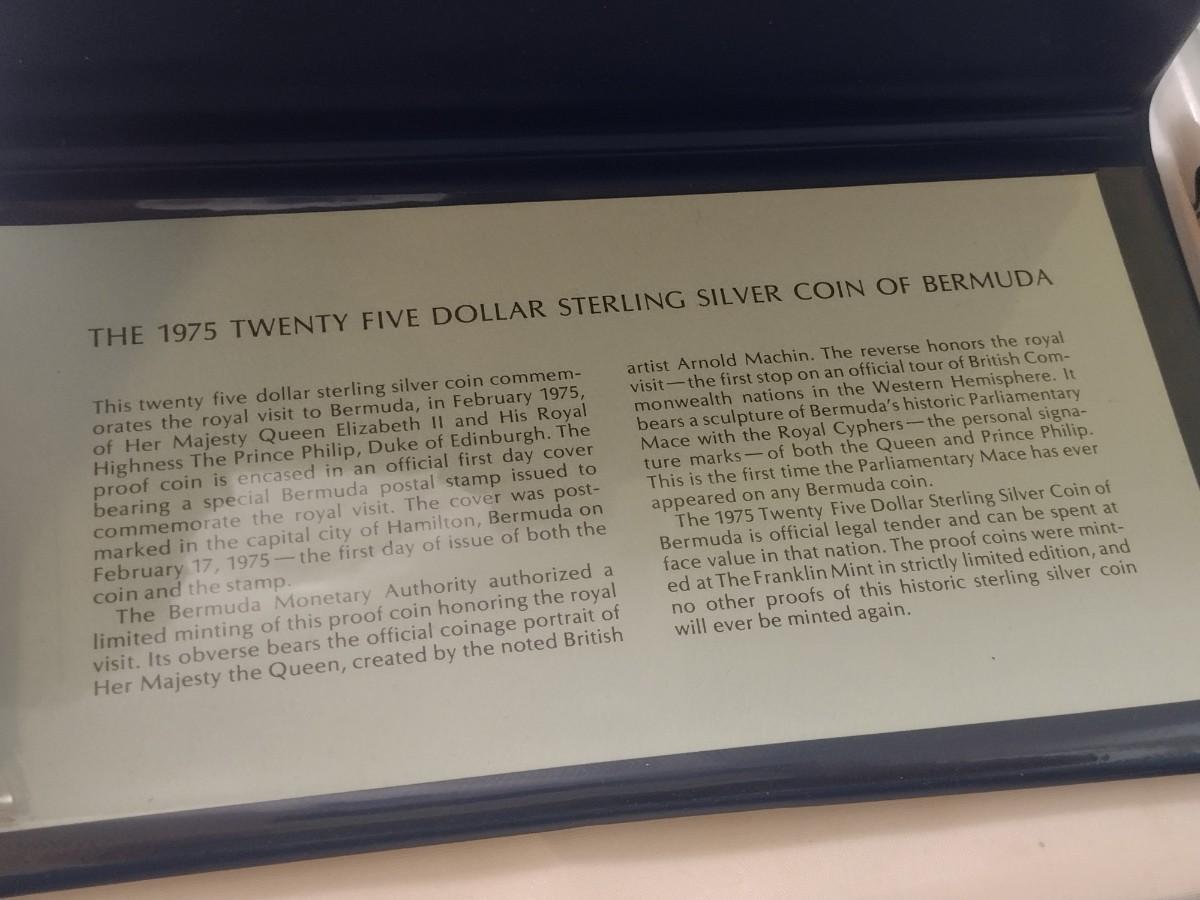 THE 1975 TWENTY FIVE DOLLAR STERLING SILVER COIN OF BERMUDA
This twenty five dollar sterling silver coin commem-
orates the royal visit to Bermuda, in February 1975,
of Her Majesty Queen Elizabeth II and His Royal
Highness The Prince Philip, Duke of Edinburgh. The
proof coin is encased in an official first day cover
bearing a special Bermuda postal stamp issued to
commemorate the royal visit. The cover was post-
marked in the capital city of Hamilton, Bermuda on
February 17, 1975—the first day of issue of both the
coin and the stamp.
The Bermuda Monetary Authority authorized a
limited minting of this proof coin honoring the royal
visit. Its obverse bears the official coinage portrait of
Her Majesty the Queen, created by the noted British
artist Arnold Machin. The reverse honors the royal
visit—the first stop on an official tour of British Com-
monwealth nations in the Western Hemisphere. It
bears a sculpture of Bermuda's historic Parliamentary
Mace with the Royal Cyphers—the personal signa-
ture marks—of both the Queen and Prince Philip.
This is the first time the Parliamentary Mace has ever
appeared on any Bermuda coin.
The 1975 Twenty Five Dollar Sterling Silver Coin of
Bermuda is official legal tender and can be spent at
face value in that nation. The proof coins were mint-
ed at The Franklin Mint in strictly limited edition, and
no other proofs of this historic sterling silver coin
will ever be minted again.